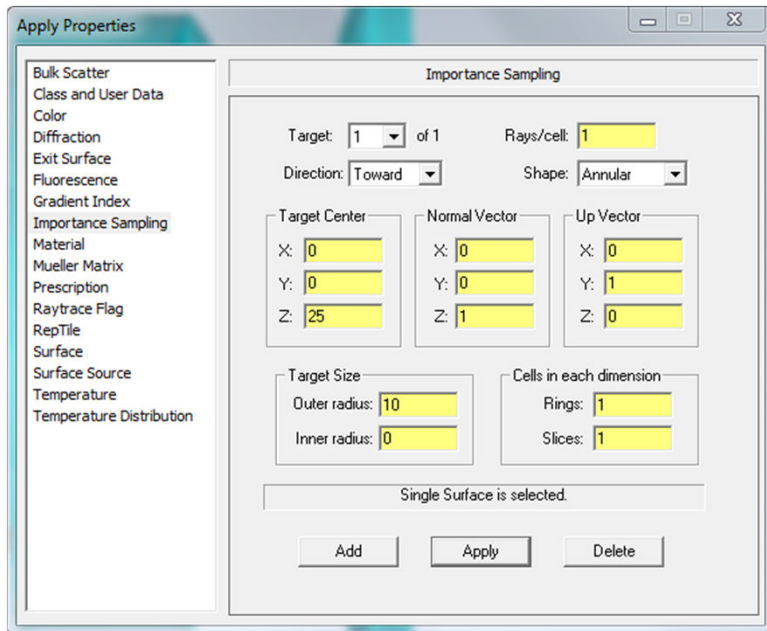 Apply Properties
Bulk Scatter
Class and User Data
Color
Diffraction
Exit Surface
Fluorescence
Gradient Index
Importance Sampling
Material
Mueller Matrix
Prescription
Raytrace Flag
RepTile
Surface
Surface Source
Temperature
Temperature Distribution
Importance Sampling
Target: 1 of 1 Rays/cell: 1
Direction: Toward Shape: Annular
Target Center Normal Vector Up Vector
X: 0 X: 0 X: 0
Y: 0 Y: 0 Y: 1
Z: 25 Z: 1 Z: 0
Target Size Cells in each dimension
Outer radius: 10 Rings: 1
Inner radius: 0 Slices: 1
Single Surface is selected.
Add Apply Delete